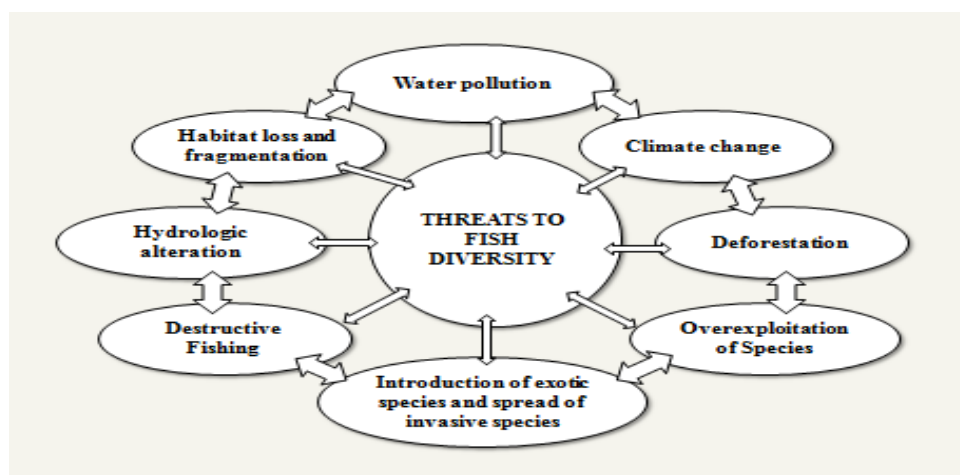 Water pollution
Habitat loss and
fragmentation
Climate change
THREATS TO
FISH
DIVERSITY
Hydrologic
alteration
Deforestation
Destructive
Fishing
Overexploitation
of Species
Introduction of exotic
species and spread of
invasive species